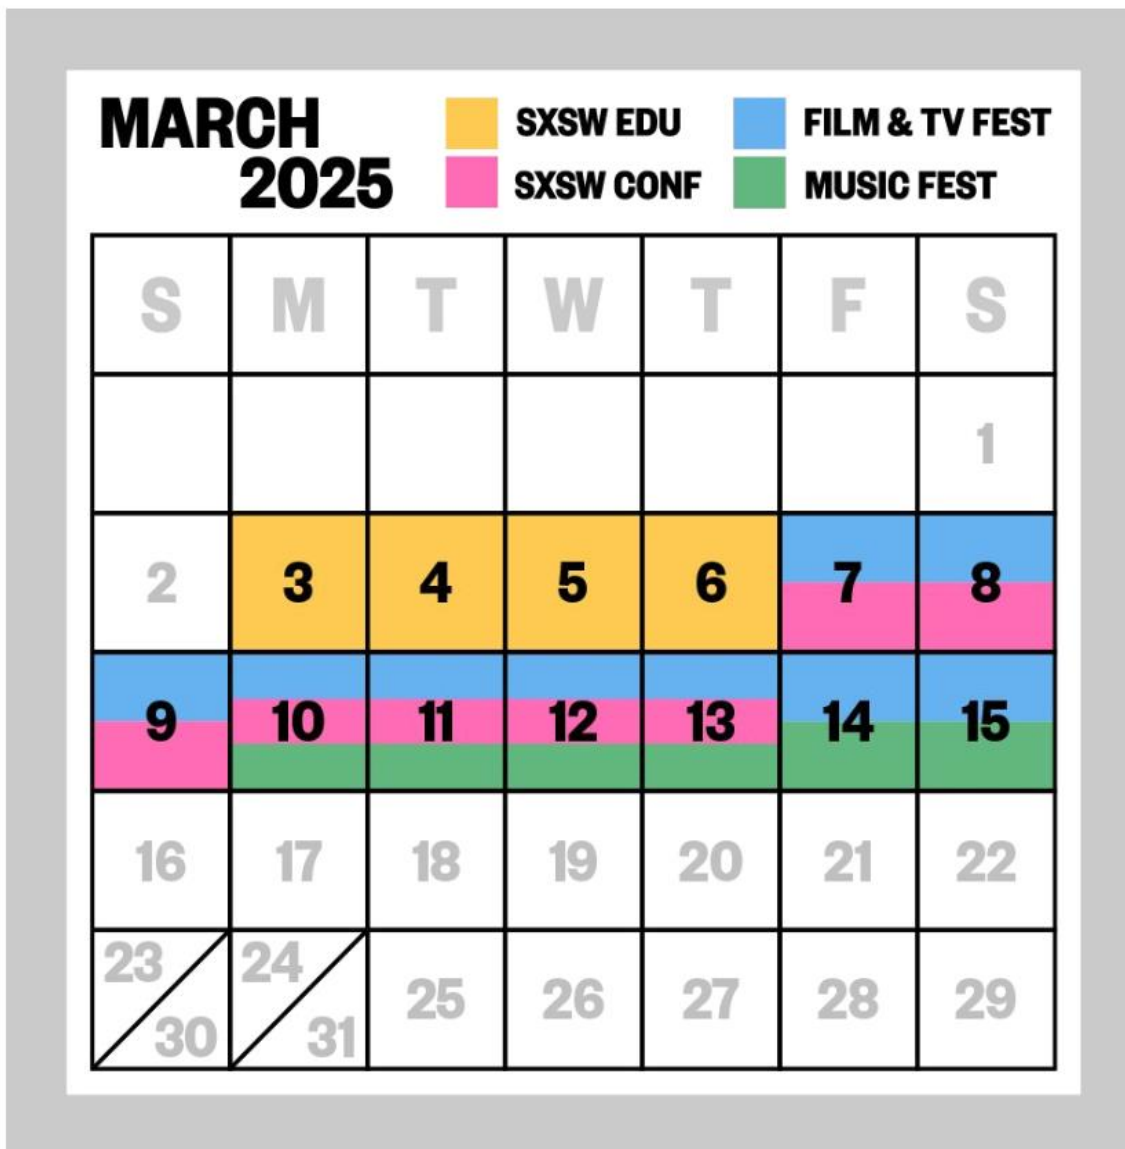 MARCH
2025
SXSW EDU
FILM & TV FEST
SXSW CONF
MUSIC FEST
S M T W T F S
1
2 3 4 5 6 7 8
9 10 11 12 13 14 15
16 17 18 19 20 21 22
23 30 24 31 25 26 27 28 29